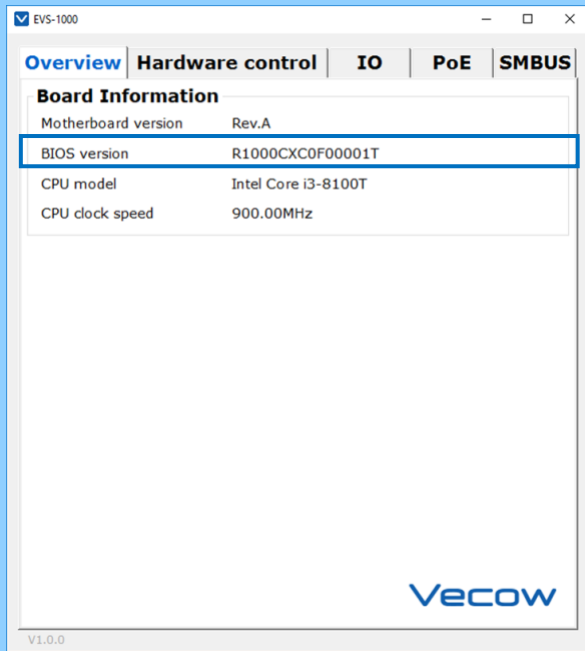 EVS-1000
Overview Hardware control IO PoE SMBUS
Board Information
Motherboard version Rev.A
BIOS version R1000CXC0F00001T
CPU model Intel Core i3-8100T
CPU clock speed 900.00MHz
Vecow
V1.0.0